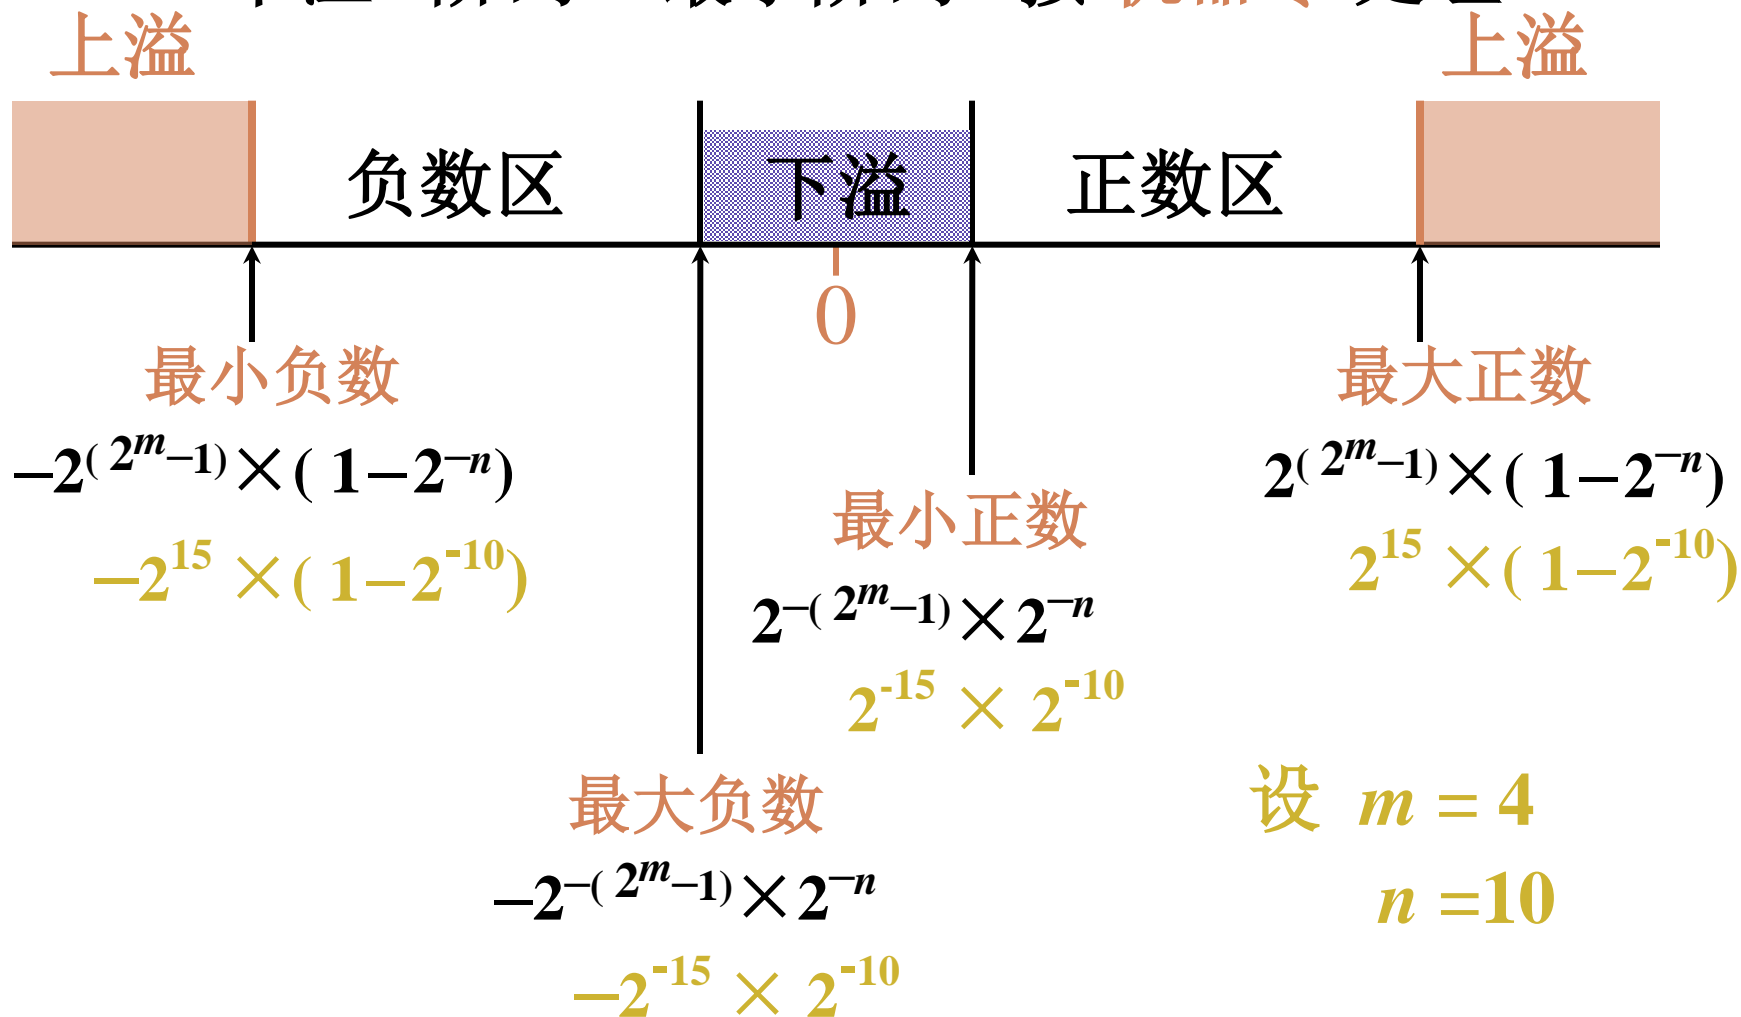 上溢 上溢
负数区 下溢 正数区
0
最小负数
−2^(2^m−1)×(1−2^−n)
−2^15 ×(1−2^-10)
最大正数
2^(2^m−1)×(1−2^−n)
2^15 ×(1−2^-10)
最小正数
2^−(2^m−1)×2^−n
2^-15 × 2^-10
最大负数
−2^−(2^m−1)×2^−n
−2^-15 × 2^-10
设 m = 4
n =10